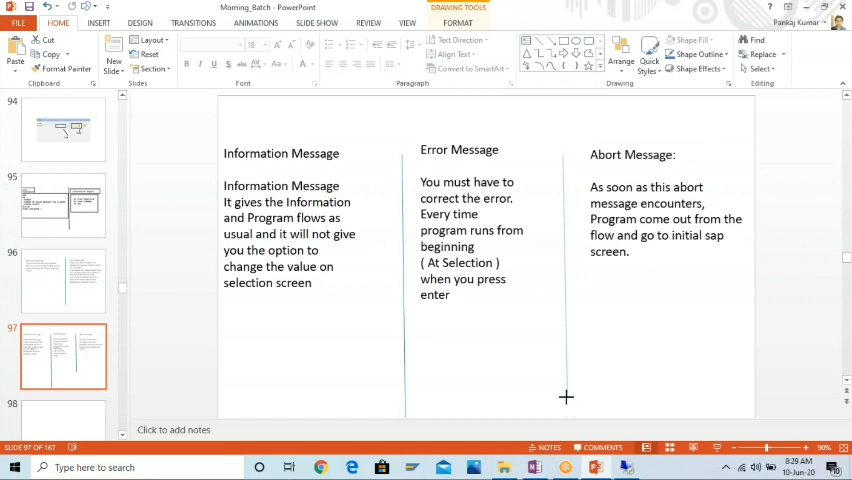 Morning_Batch - PowerPoint
DRAWING TOOLS
FILE
HOME
INSERT
DESIGN
TRANSITIONS
ANIMATIONS
SLIDE SHOW
REVIEW
VIEW
FORMAT
Pankaj Kumar
Paste
Cut
Copy
Format Painter
Clipboard
New
Slide
Layout
Reset
Section
Slides
18
B I U S abc AV Aa A
Font
Text Direction
Align Text
Convert to SmartArt
Paragraph
Arrange
Quick
Styles
Shape Fill
Shape Outline
Shape Effects
Drawing
Find
Replace
Select
Editing
94
95
96
97
98
Information Message
Information Message
It gives the Information
and Program flows as
usual and it will not give
you the option to
change the value on
selection screen
Error Message
You must have to
correct the error.
Every time
program runs from
beginning
( At Selection )
when you press
enter
Abort Message:
As soon as this abort
message encounters,
Program come out from the
flow and go to initial sap
screen.
Click to add notes
SLIDE 97 OF 167
NOTES
COMMENTS
90%
Type here to search
8:29 AM
10-Jun-20